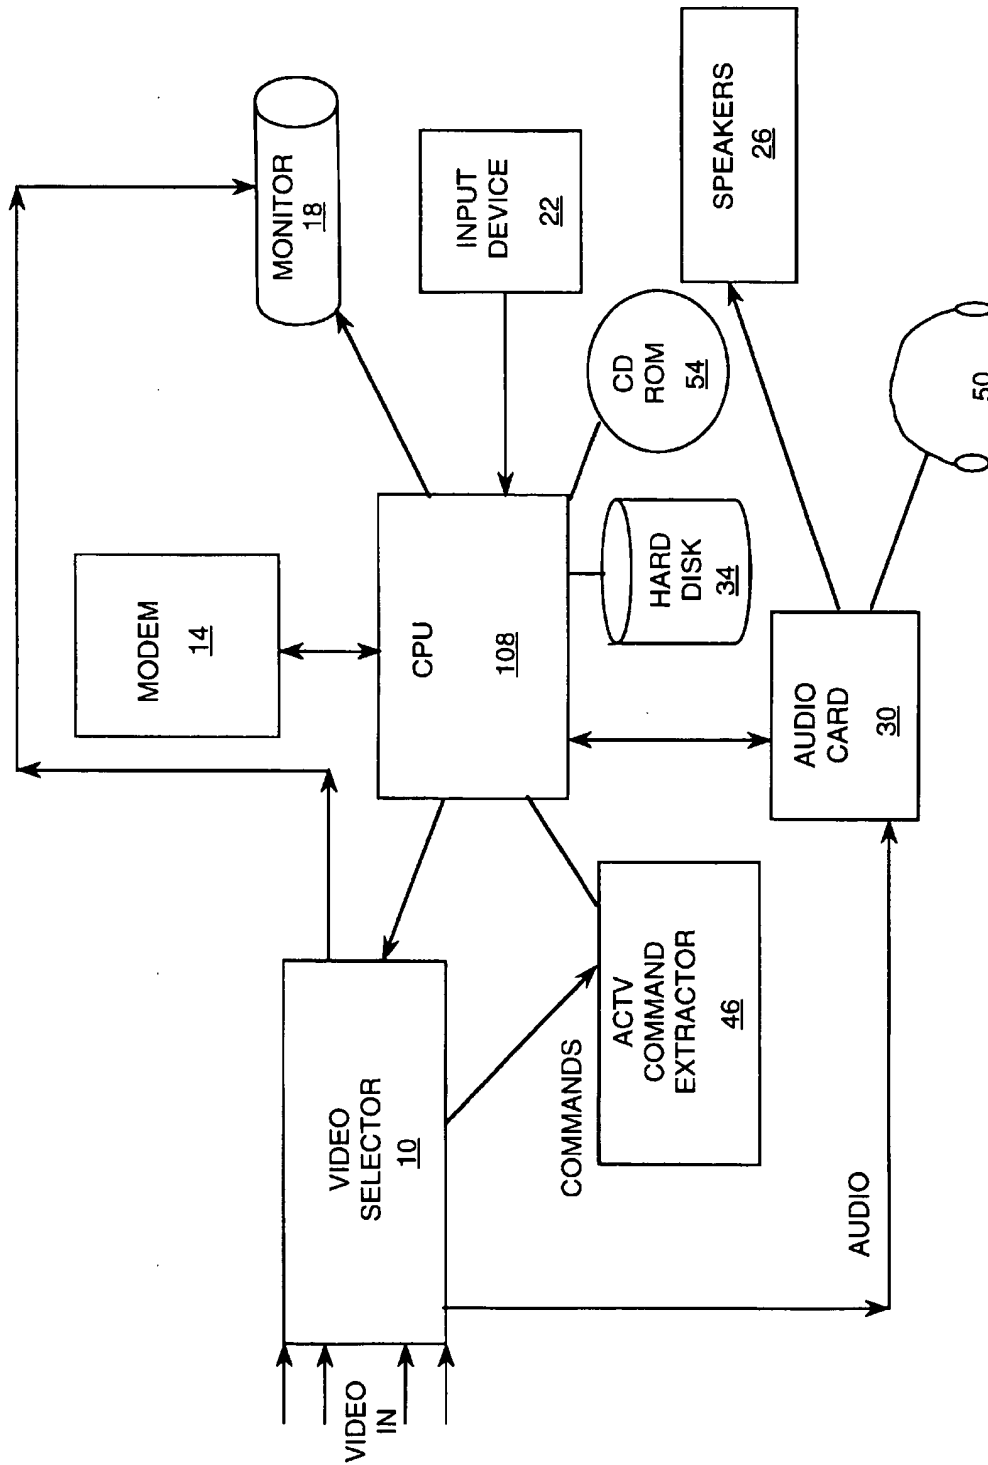 VIDEO
IN
VIDEO
SELECTOR
10
MODEM
14
MONITOR
18
CPU
108
INPUT
DEVICE
22
COMMANDS
ACTV
COMMAND
EXTRACTOR
46
HARD
DISK
34
CD
ROM
54
AUDIO
AUDIO
CARD
30
SPEAKERS
26
50